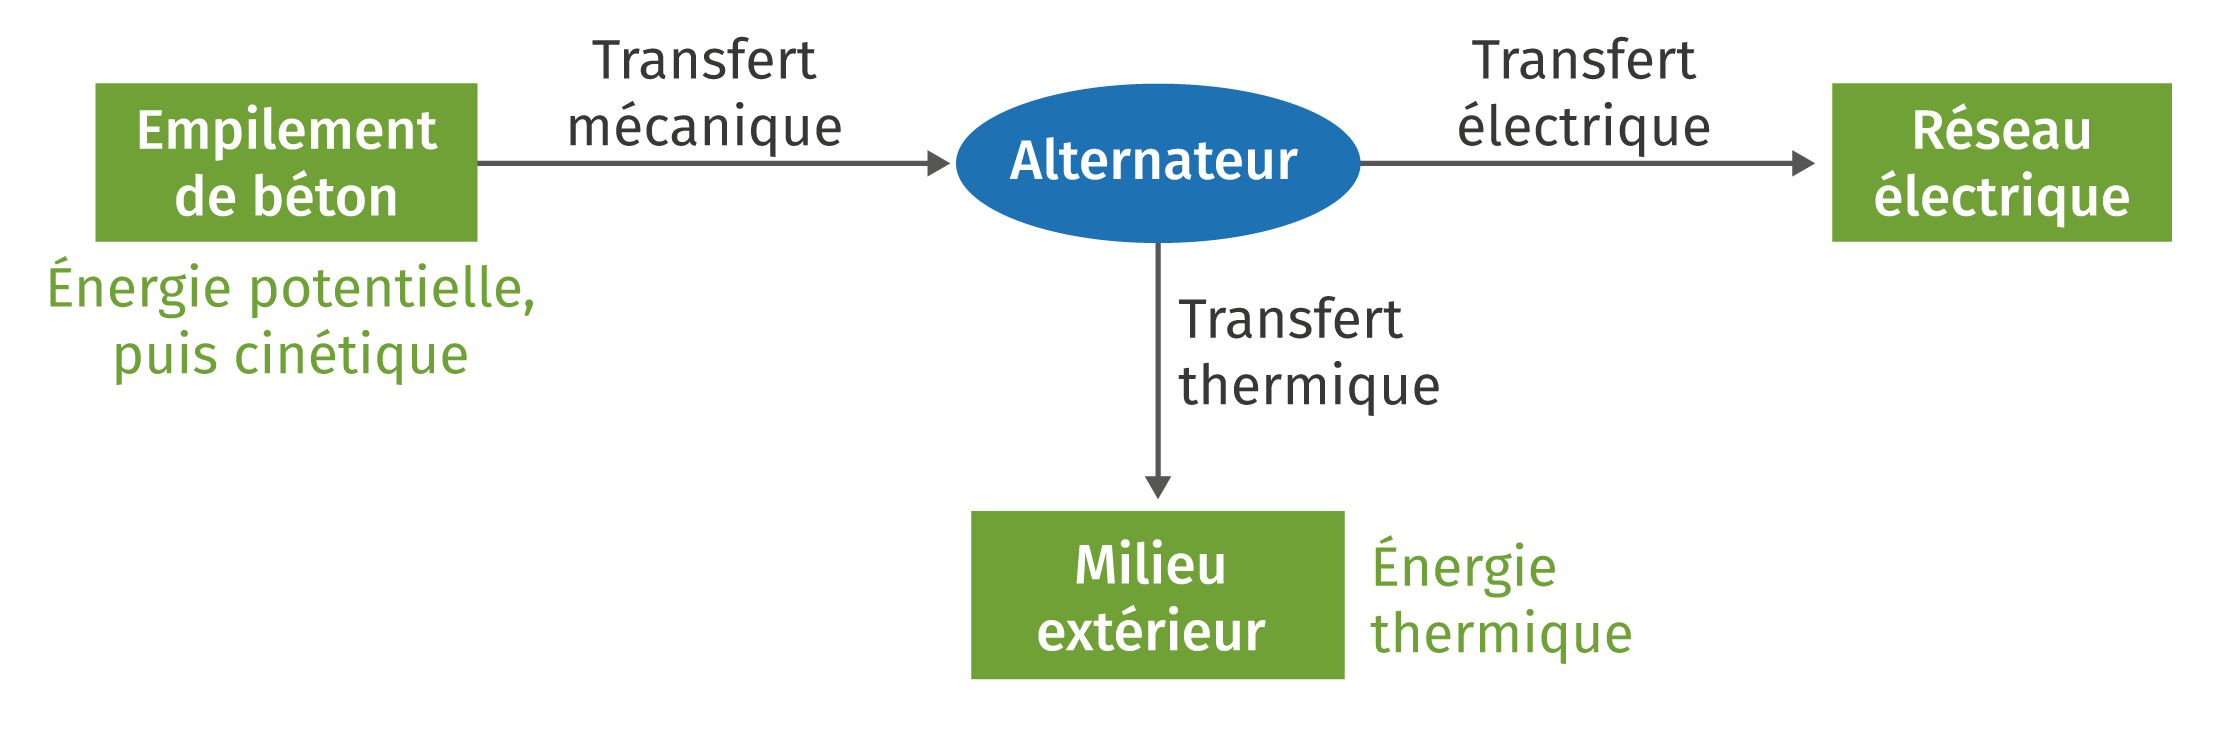 Empilement
de béton
Énergie potentielle,
puis cinétique
Transfert
mécanique
Alternateur
Transfert
électrique
Réseau
électrique
Transfert
thermique
Milieu
extérieur
Énergie
thermique